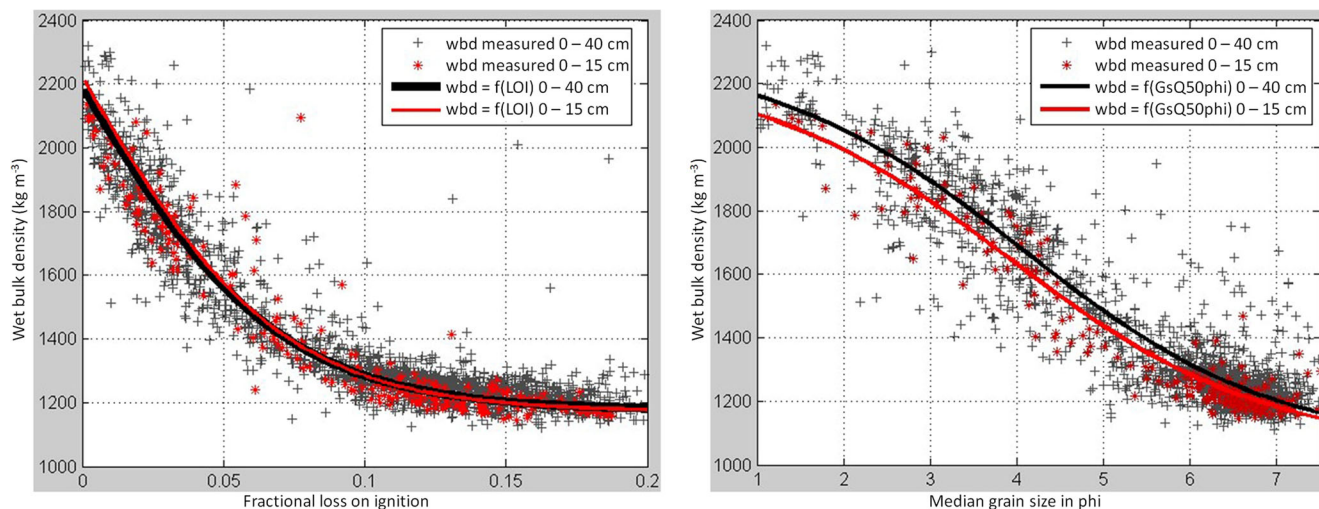 2400
2200
2000
1800
1600
1400
1200
1000
Wet bulk density (kg m⁻³)
wbd measured 0 – 40 cm
wbd measured 0 – 15 cm
wbd = f(LOI) 0 – 40 cm
wbd = f(LOI) 0 – 15 cm
0
0.05
0.1
0.15
0.2
Fractional loss on ignition
2400
2200
2000
1800
1600
1400
1200
1000
Wet bulk density (kg m⁻³)
wbd measured 0 – 40 cm
wbd measured 0 – 15 cm
wbd = f(GsQ50phi) 0 – 40 cm
wbd = f(GsQ50phi) 0 – 15 cm
1
2
3
4
5
6
7
Median grain size in phi